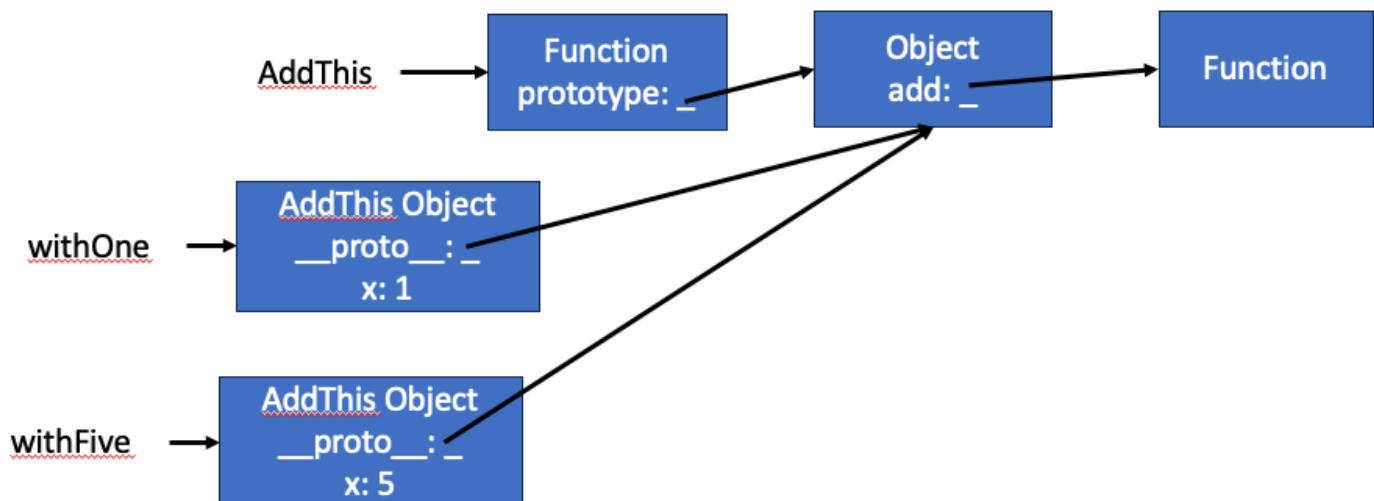 AddThis
Function
prototype: _
Object
add: _
Function
withOne
AddThis Object
__proto__: _
x: 1
withFive
AddThis Object
__proto__: _
x: 5